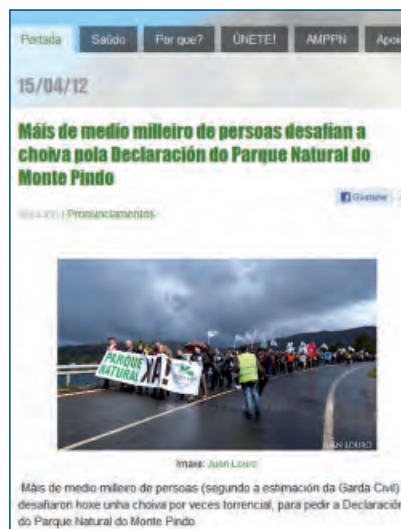 Portada Saúdo Por que? ÚNETE! AMPPN Apoi
15/04/12
Máis de medio milleiro de persoas desafían a
choiva pola Declaración do Parque Natural do
Monte Pindo
Gústame
| Pronunciamentos
PARQUE
NATURAL XA!
JUAN LOURO
Imaxe: Juan Louro
Máis de medio milleiro de persoas (segundo a estimación da Garda Civil)
desafiaron hoxe unha choiva por veces torrencial, para pedir a Declaración
do Parque Natural do Monte Pindo